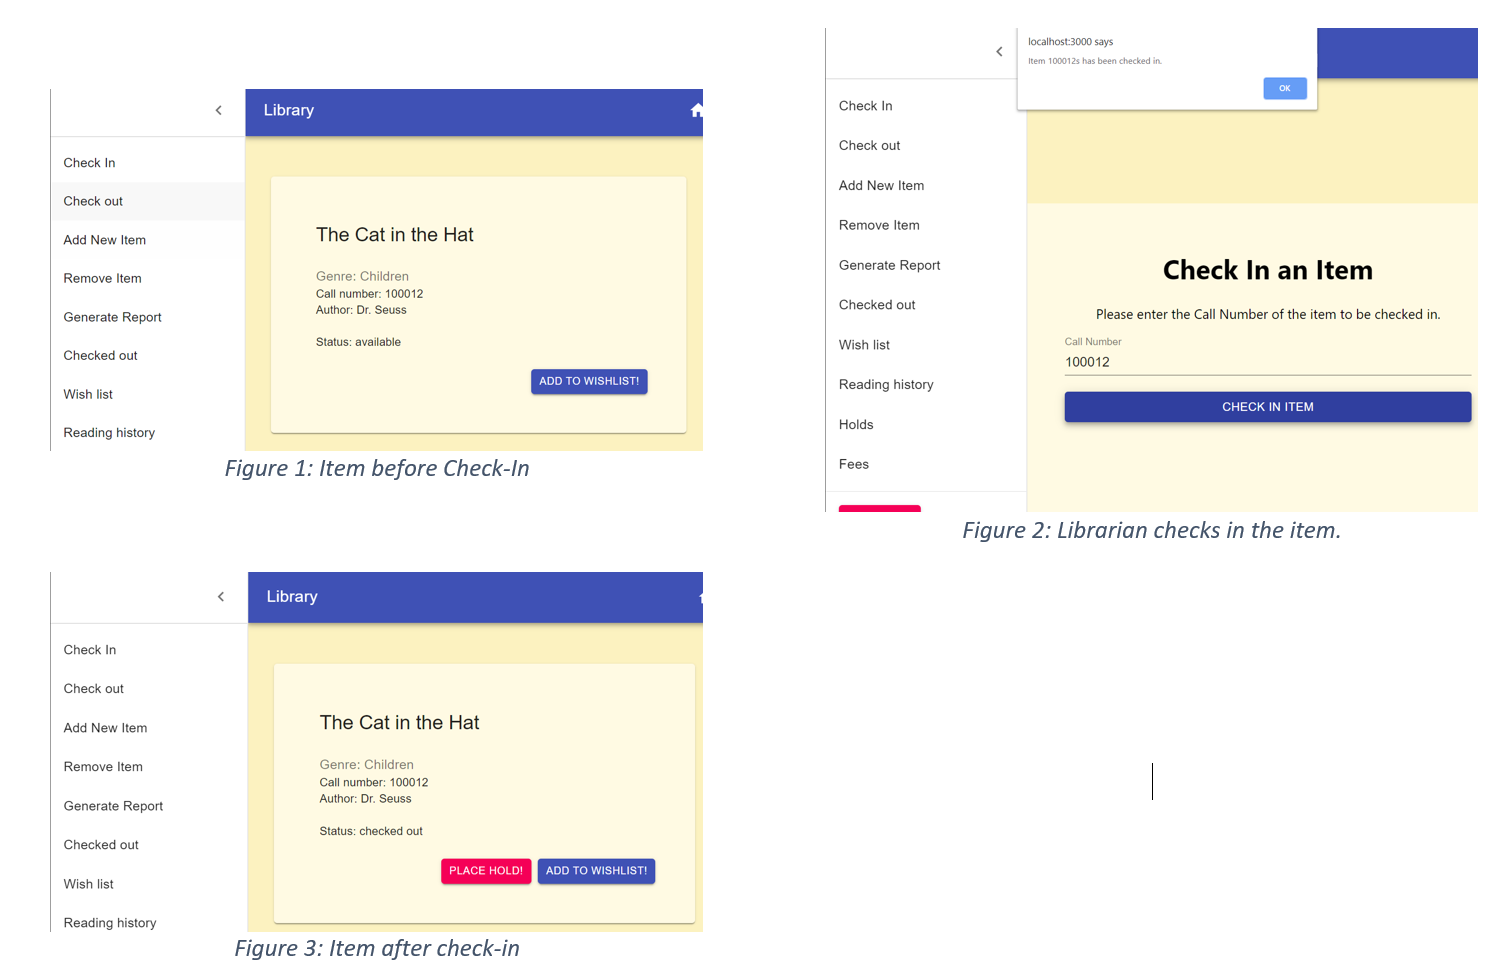 Library
Check In
Check out
Add New Item
Remove Item
Generate Report
Checked out
Wish list
Reading history
The Cat in the Hat
Genre: Children
Call number: 100012
Author: Dr. Seuss
Status: available
ADD TO WISHLIST!
Figure 1: Item before Check-In
localhost:3000 says
Item 100012s has been checked in.
OK
Check In
Check out
Add New Item
Remove Item
Generate Report
Checked out
Wish list
Reading history
Holds
Fees
Check In an Item
Please enter the Call Number of the item to be checked in.
Call Number
100012
CHECK IN ITEM
Figure 2: Librarian checks in the item.
Library
Check In
Check out
Add New Item
Remove Item
Generate Report
Checked out
Wish list
Reading history
The Cat in the Hat
Genre: Children
Call number: 100012
Author: Dr. Seuss
Status: checked out
PLACE HOLD! ADD TO WISHLIST!
Figure 3: Item after check-in